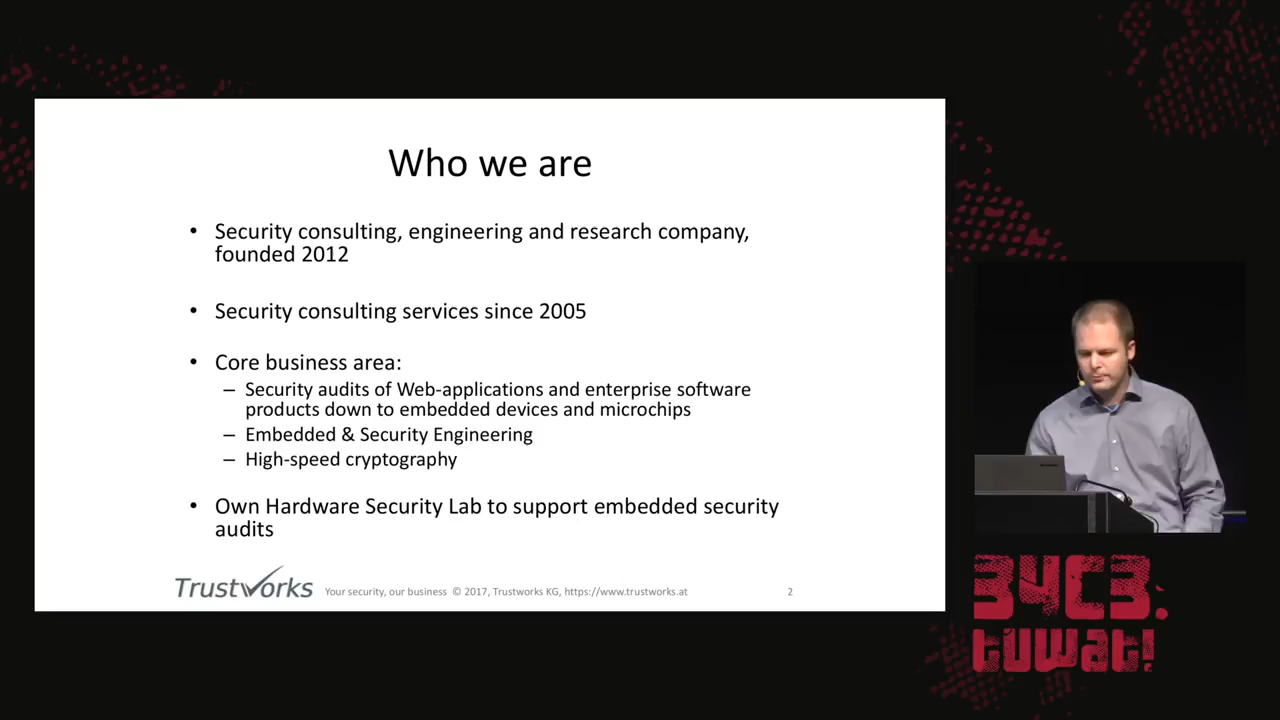 Who we are
• Security consulting, engineering and research company,
founded 2012
• Security consulting services since 2005
• Core business area:
– Security audits of Web-applications and enterprise software
products down to embedded devices and microchips
– Embedded & Security Engineering
– High-speed cryptography
• Own Hardware Security Lab to support embedded security
audits
Trustworks Your security, our business © 2017, Trustworks KG, https://www.trustworks.at 2
34C3.
tuwat!